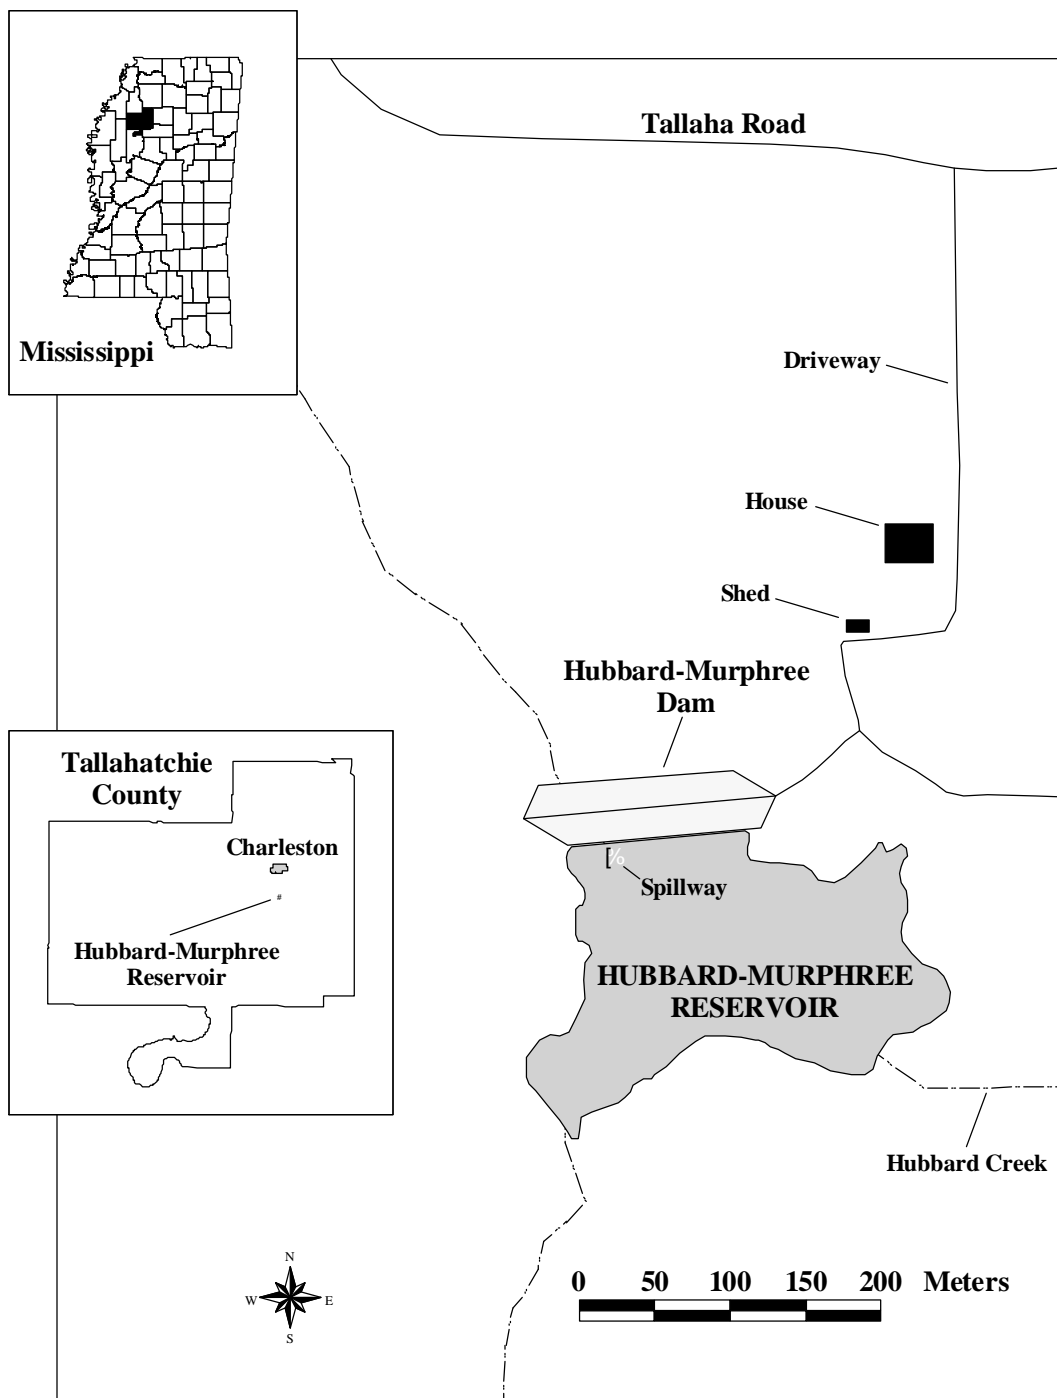 Mississippi
Tallaha Road
Driveway
House
Shed
Hubbard-Murphree
Dam
Tallahatchie
County
Charleston
#
Hubbard-Murphree
Reservoir
[%
Spillway
HUBBARD-MURPHREE
RESERVOIR
Hubbard Creek
N
W E
S
0 50 100 150 200 Meters